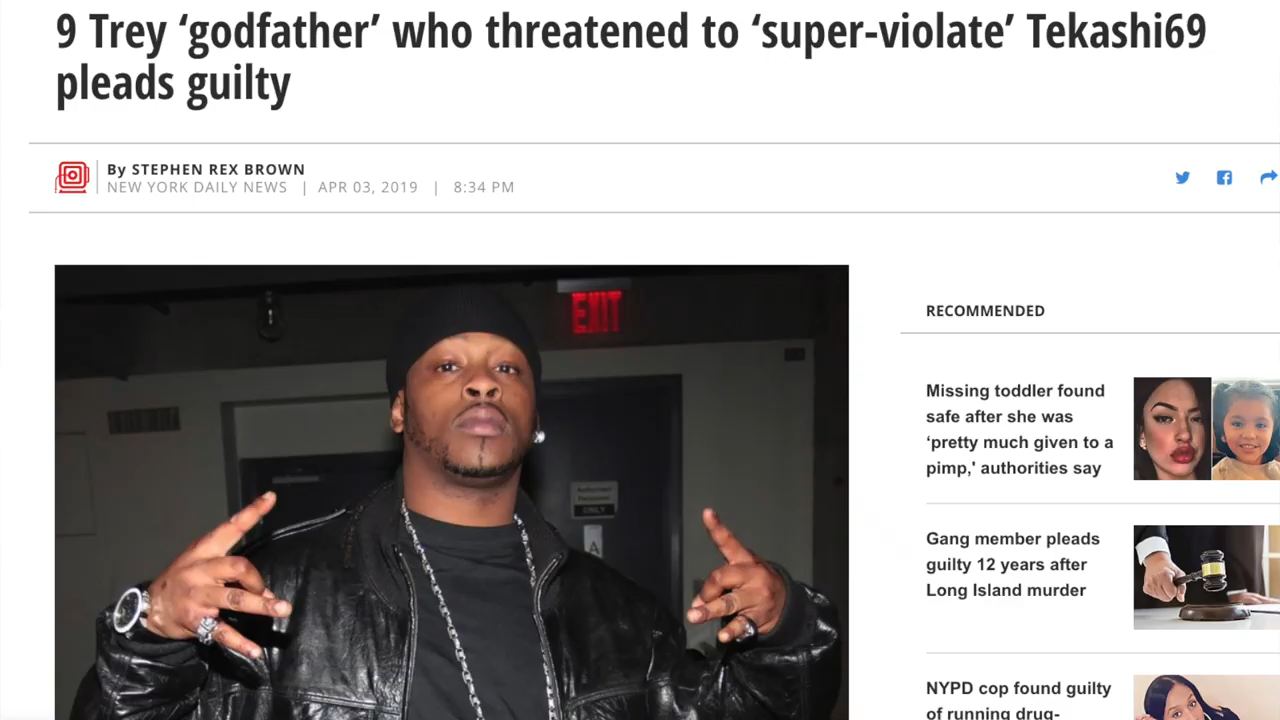 9 Trey ‘godfather’ who threatened to ‘super-violate’ Tekashi69
pleads guilty
By STEPHEN REX BROWN
NEW YORK DAILY NEWS | APR 03, 2019 | 8:34 PM
EXIT
RECOMMENDED
Missing toddler found
safe after she was
‘pretty much given to a
pimp,' authorities say
Authorized
Personnel
ONLY
A
Gang member pleads
guilty 12 years after
Long Island murder
NYPD cop found guilty
of running drug-